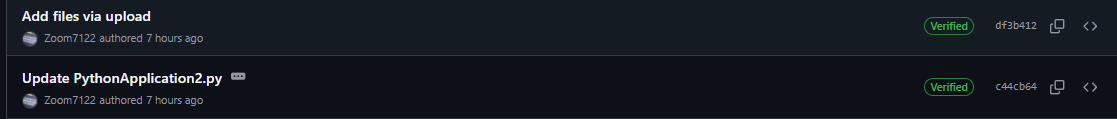 Add files via upload
Zoom7122 authored 7 hours ago
Verified
df3b412
Update PythonApplication2.py
Zoom7122 authored 7 hours ago
Verified
c44cb64